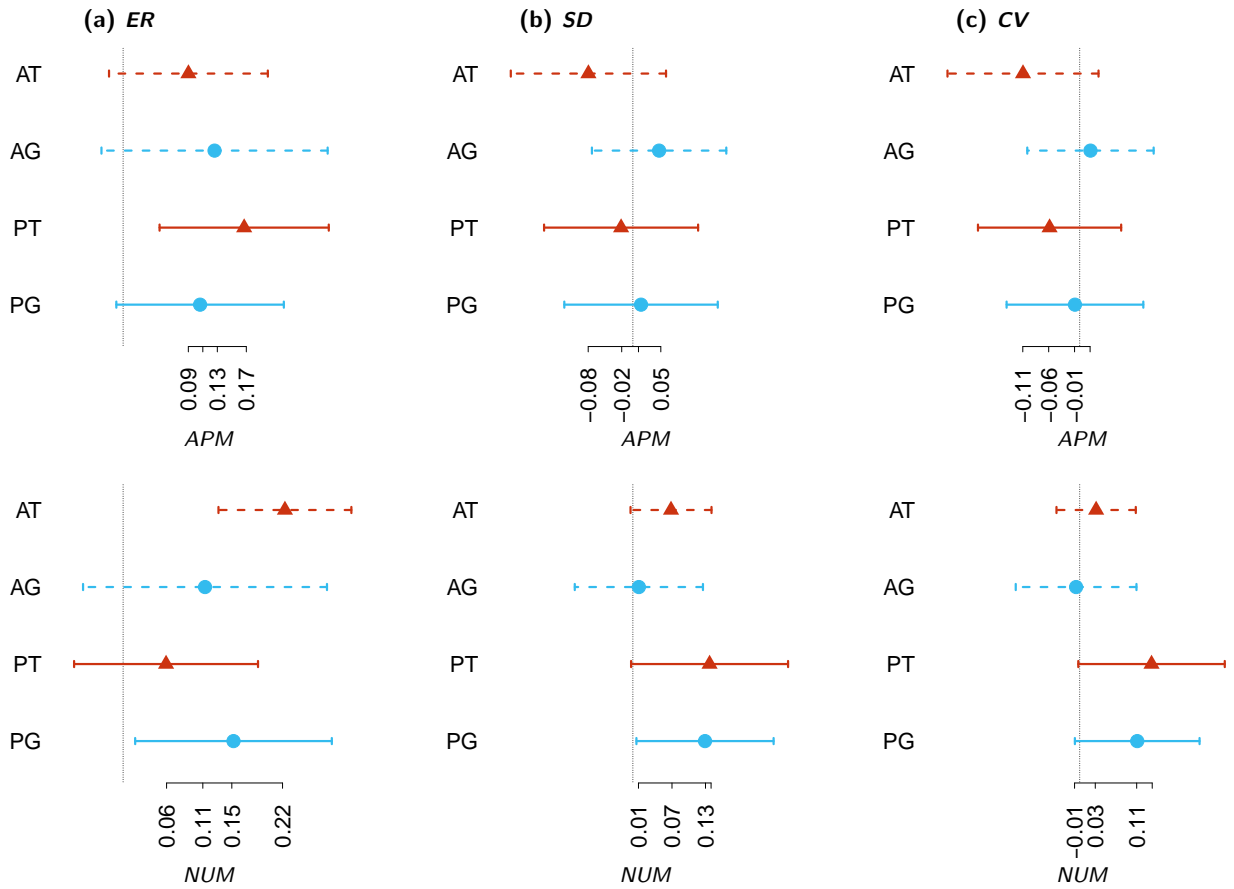 (a) ER
AT
AG
PT
PG
0.09 0.13 0.17
APM
(b) SD
AT
AG
PT
PG
−0.08 −0.02 0.05
APM
(c) CV
AT
AG
PT
PG
−0.11 −0.06 −0.01
APM
AT
AG
PT
PG
0.06 0.11 0.15 0.22
NUM
AT
AG
PT
PG
0.01 0.07 0.13
NUM
AT
AG
PT
PG
−0.01 0.03 0.11
NUM